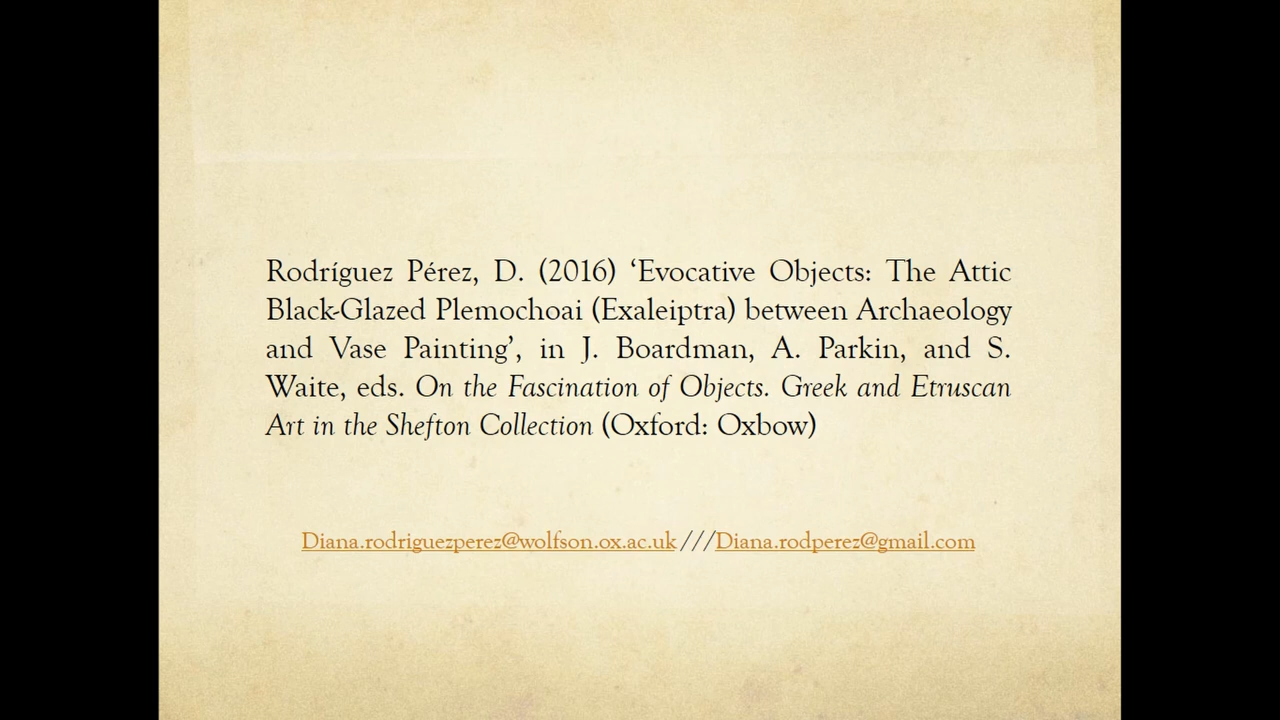 Rodríguez Pérez, D. (2016) ‘Evocative Objects: The Attic
Black-Glazed Plemochoai (Exaleiptra) between Archaeology
and Vase Painting’, in J. Boardman, A. Parkin, and S.
Waite, eds. On the Fascination of Objects. Greek and Etruscan
Art in the Shefton Collection (Oxford: Oxbow)
Diana.rodriguezperez@wolfson.ox.ac.uk ///Diana.rodperez@gmail.com